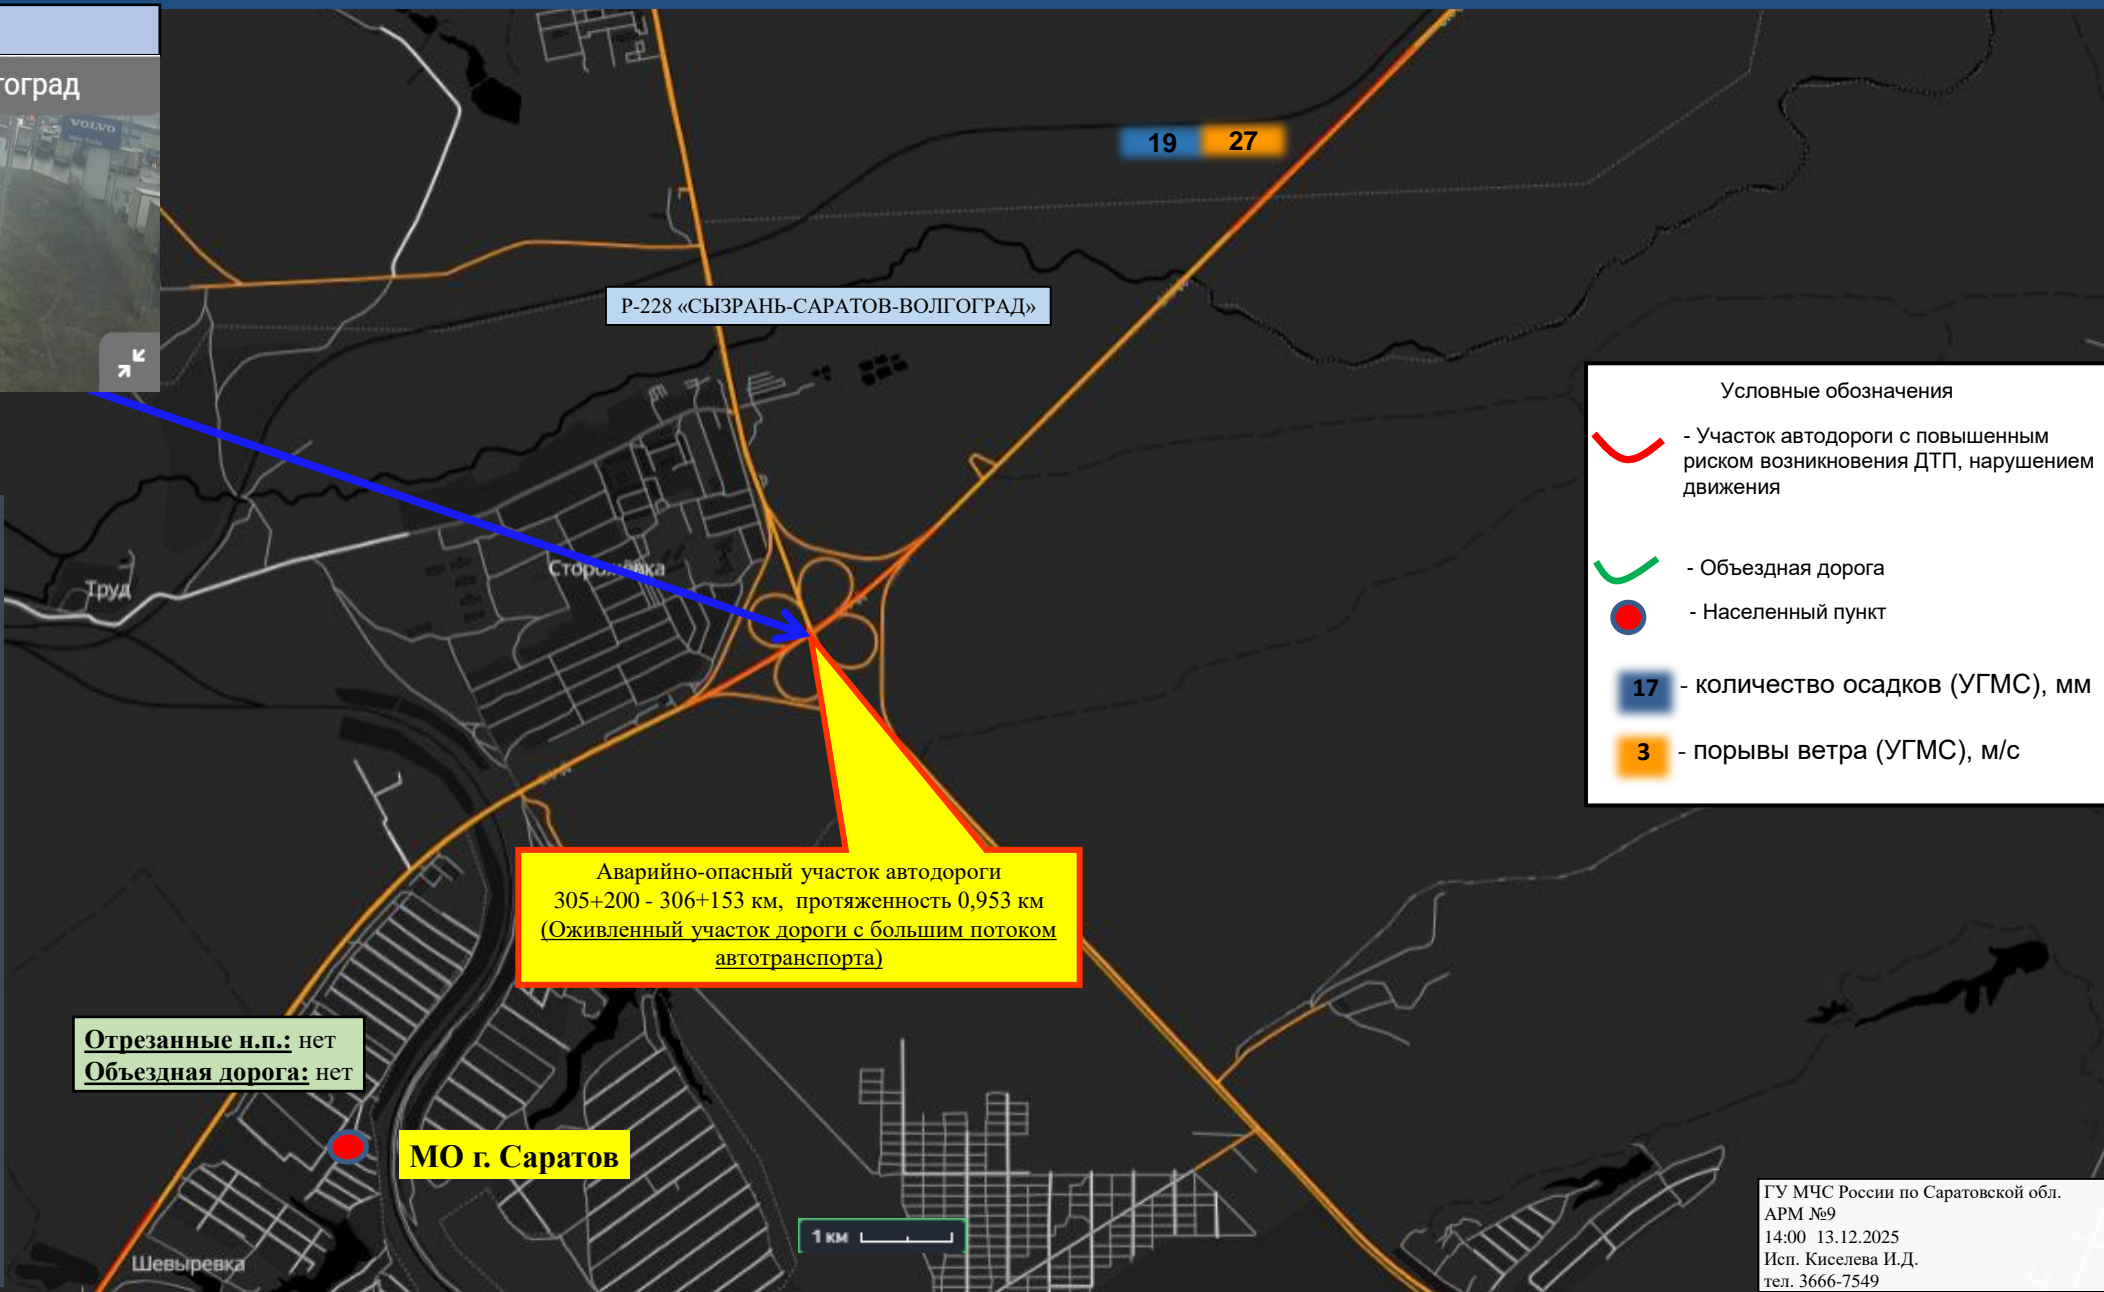 гоград
VOLVO
19 27
Р-228 «СЫЗРАНЬ-САРАТОВ-ВОЛГОГРАД»
Условные обозначения
- Участок автодороги с повышенным
риском возникновения ДТП, нарушением
движения
- Объездная дорога
- Населенный пункт
17 - количество осадков (УГМС), мм
3 - порывы ветра (УГМС), м/с
Сторожовка
Труд
Аварийно-опасный участок автодороги
305+200 - 306+153 км, протяженность 0,953 км
(Оживленный участок дороги с большим потоком
автотранспорта)
Отрезанные н.п.: нет
Объездная дорога: нет
МО г. Саратов
1 км
Шевыревка
ГУ МЧС России по Саратовской обл.
АРМ №9
14:00 13.12.2025
Исп. Киселева И.Д.
тел. 3666-7549